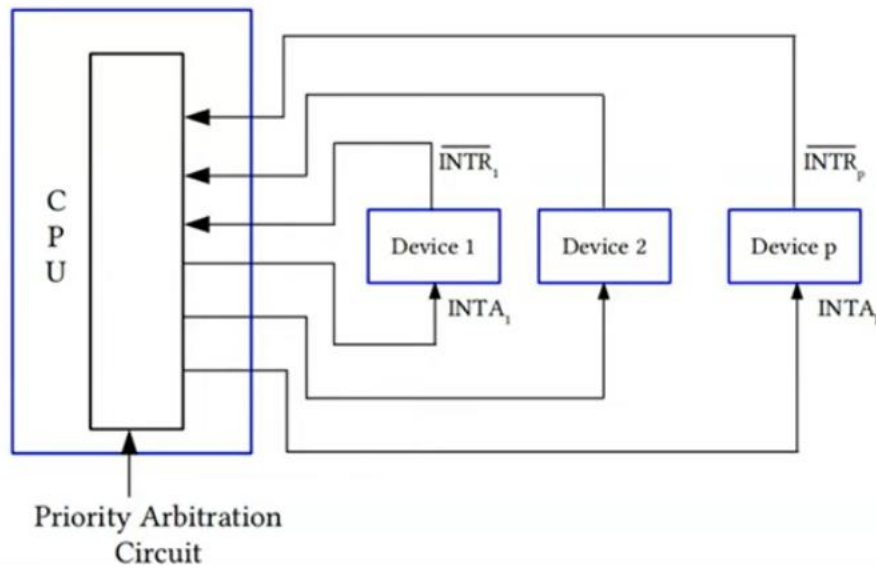 C
P
U
INTR₁
INTRₚ
Device 1
Device 2
Device p
INTA₁
INTA
Priority Arbitration
Circuit